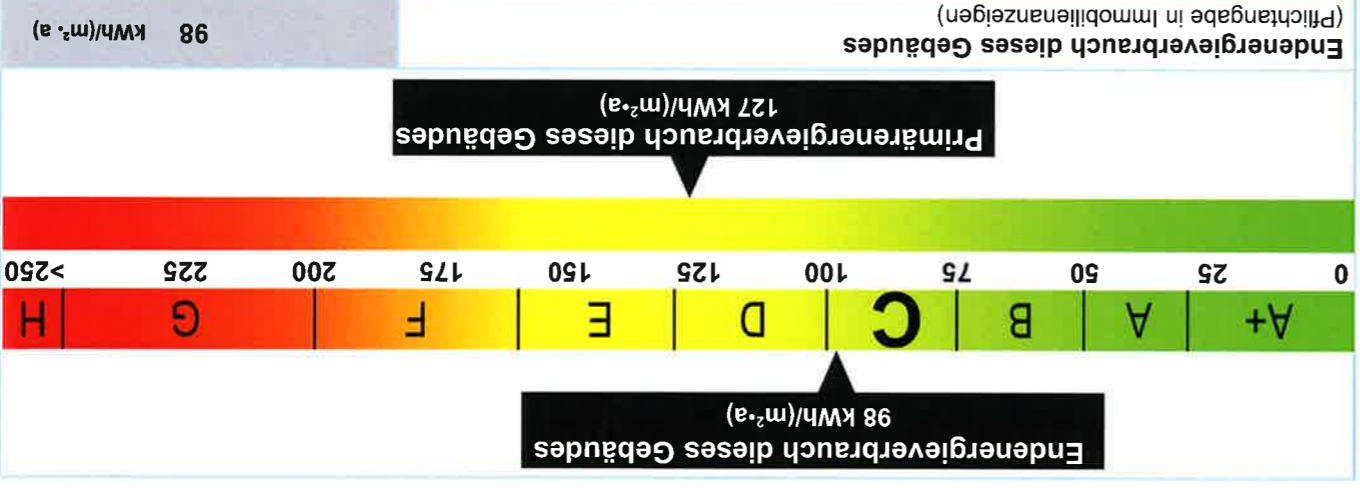 Endenergieverbrauch dieses Gebäudes
98 kWh/(m²•a)
A+ A B C D E F G H
0 25 50 75 100 125 150 175 200 225 >250
Primärenergieverbrauch dieses Gebäudes
127 kWh/(m²•a)
Endenergieverbrauch dieses Gebäudes
(Pflichtangabe in Immobilienanzeigen)
98 kWh/(m²· a)